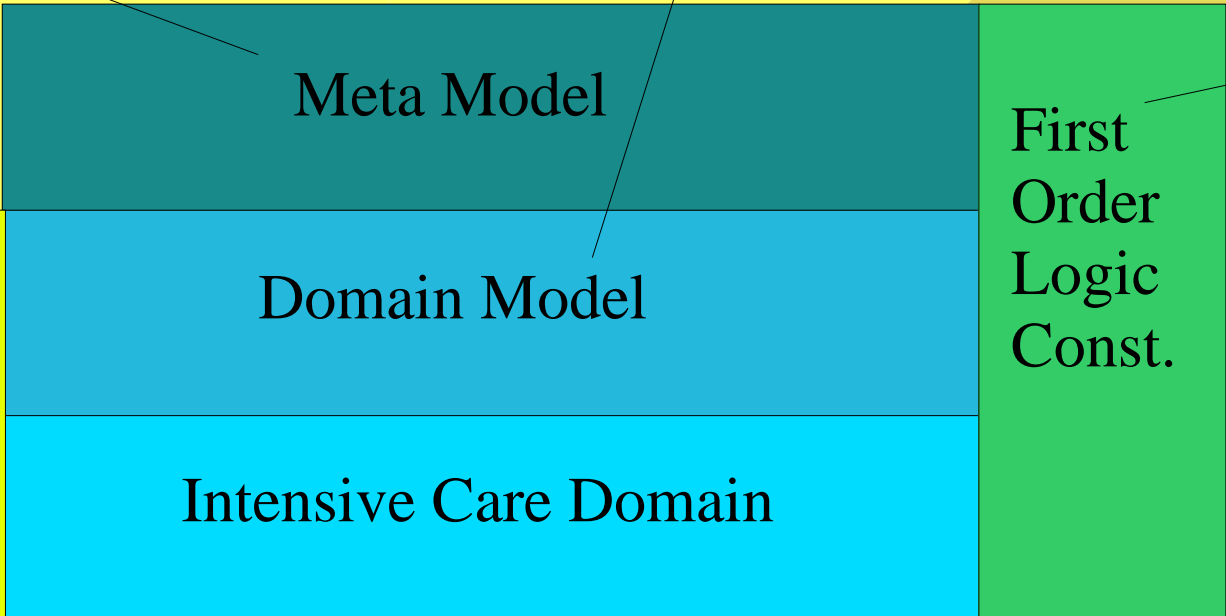 Meta Model
Domain Model
Intensive Care Domain
First
Order
Logic
Const.